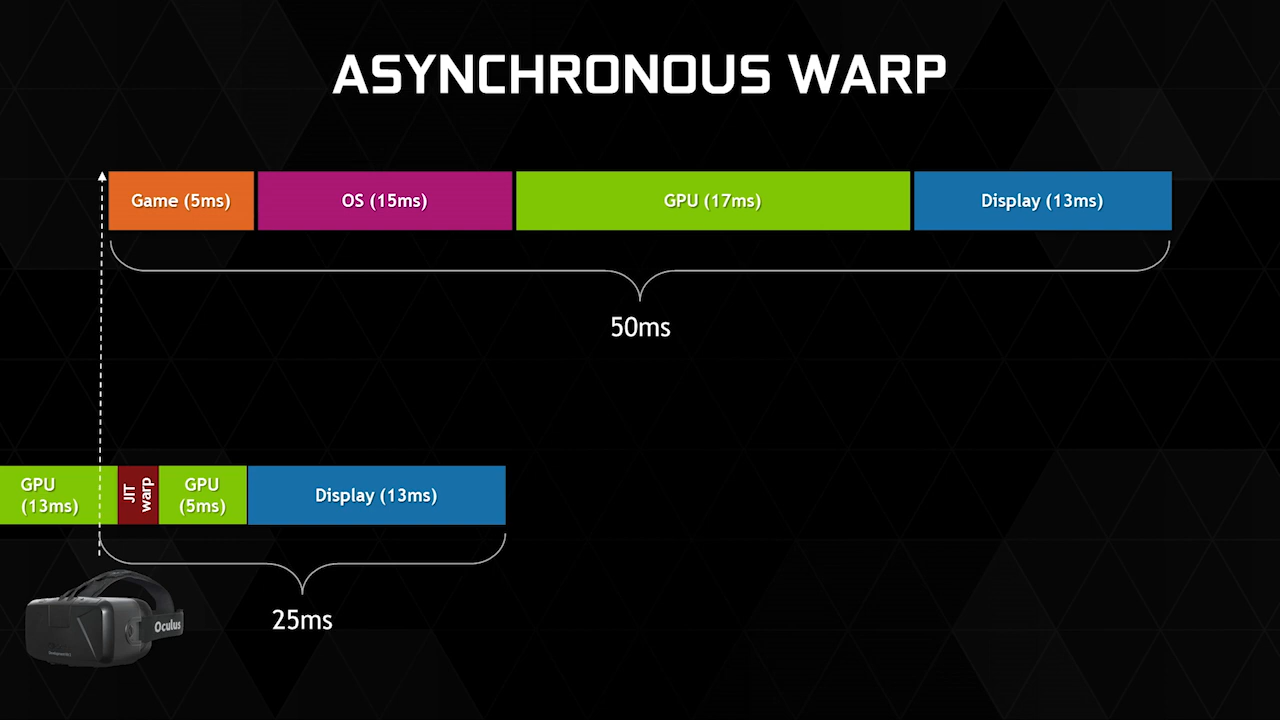 ASYNCHRONOUS WARP
Game (5ms)
OS (15ms)
GPU (17ms)
Display (13ms)
50ms
GPU
(13ms)
JIT
warp
GPU
(5ms)
Display (13ms)
25ms
Oculus